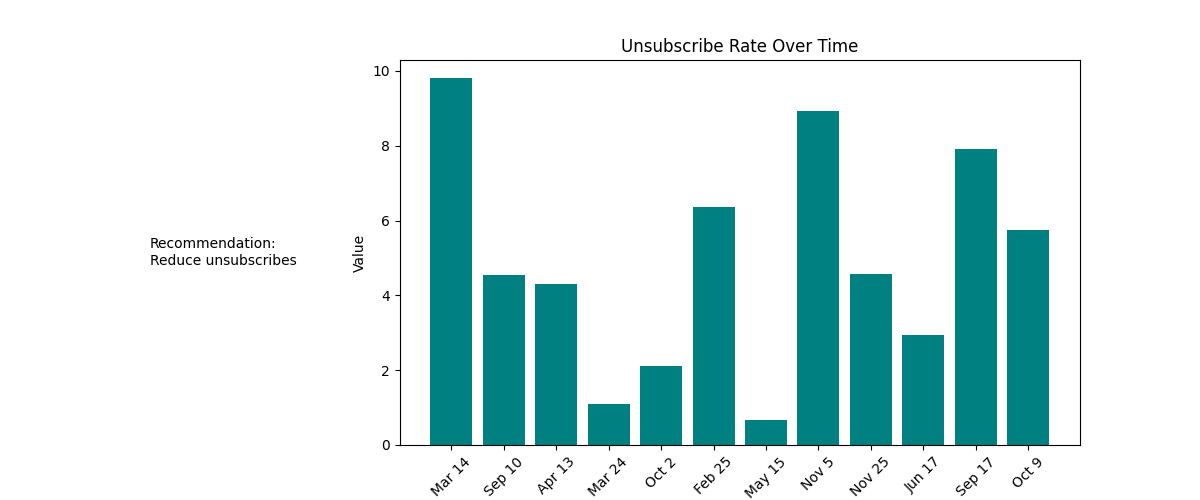 Unsubscribe Rate Over Time
Recommendation:
Reduce unsubscribes
Value
10
8
6
4
2
0
Mar 14
Sep 10
Apr 13
Mar 24
Oct 2
Feb 25
May 15
Nov 5
Nov 25
Jun 17
Sep 17
Oct 9